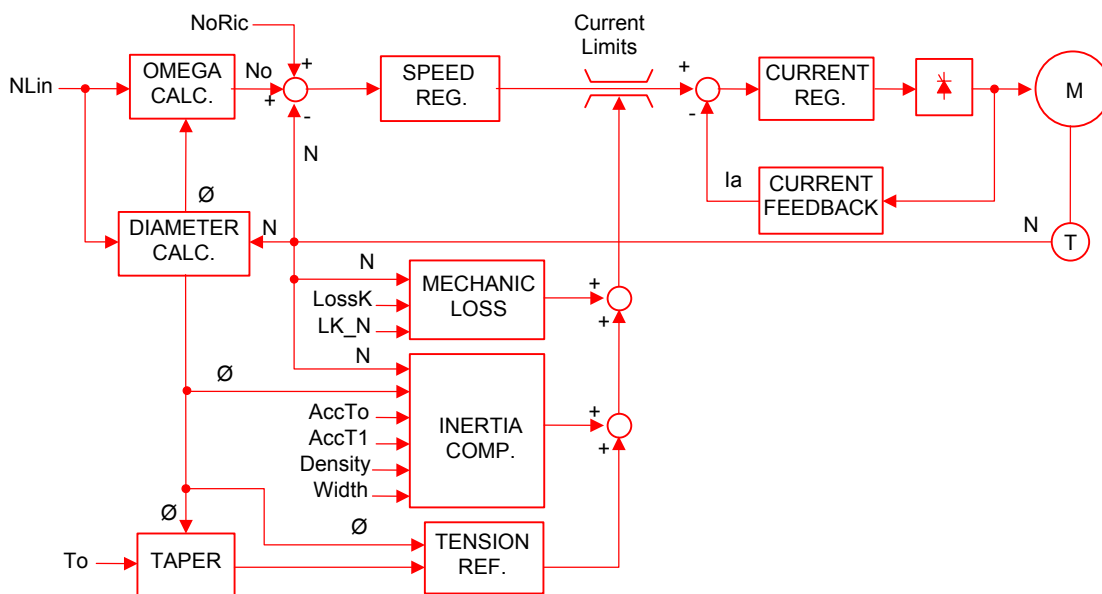 NoRic
Current
Limits
NLin
OMEGA
CALC.
No
+
+
-
SPEED
REG.
+
-
CURRENT
REG.
M
N
Ia
CURRENT
FEEDBACK
Ø
DIAMETER
CALC.
N
N
T
N
LossK
LK_N
MECHANIC
LOSS
+
+
N
Ø
AccTo
AccT1
Density
Width
INERTIA
COMP.
+
+
Ø
Ø
To
TAPER
TENSION
REF.